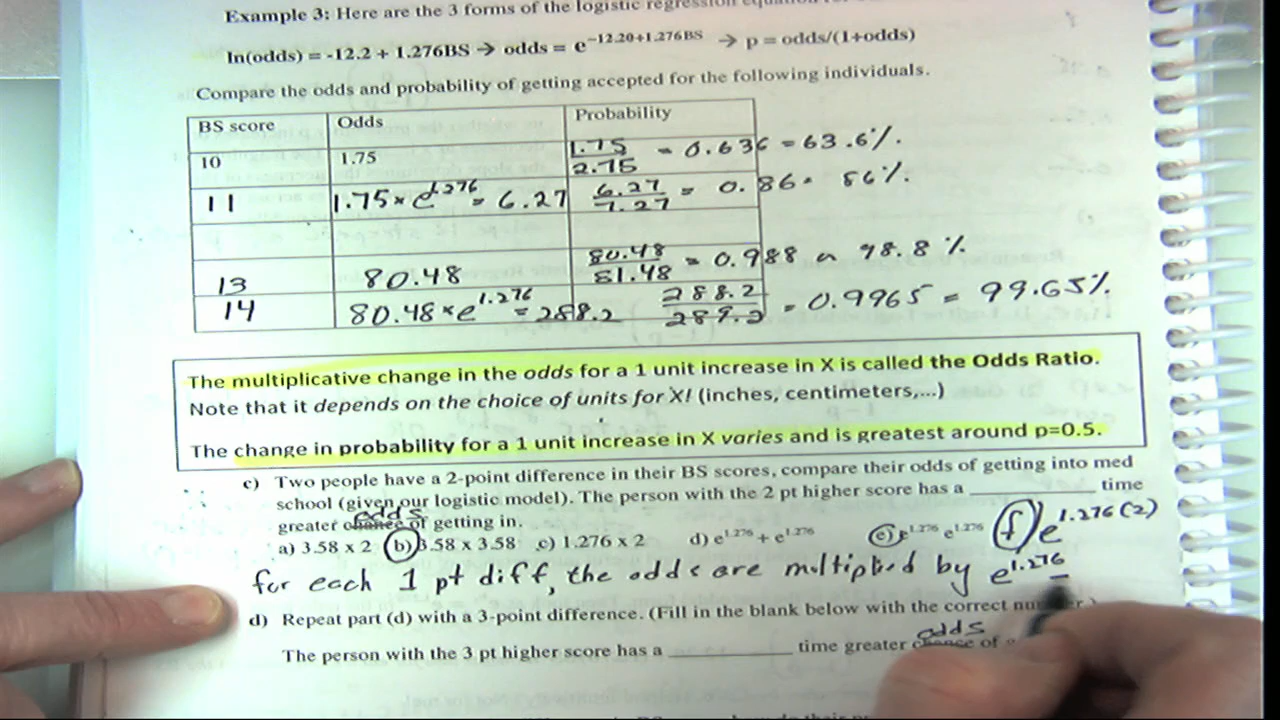 Example 3: Here are the 3 forms of the logistic regression equation
ln(odds) = -12.2 + 1.276BS → odds = e^-12.20+1.276BS → p = odds/(1+odds)
Compare the odds and probability of getting accepted for the following individuals.
BS score Odds Probability
10 1.75 1.75/2.75 = 0.636 = 63.6%.
11 1.75 × e^1.276 = 6.27 6.27/7.27 = 0.86 = 86%.
13 80.48 80.48/81.48 = 0.988 or 98.8%
14 80.48 × e^1.276 = 288.2 288.2/289.2 = 0.9965 = 99.65%
The multiplicative change in the odds for a 1 unit increase in X is called the Odds Ratio.
Note that it depends on the choice of units for X! (inches, centimeters,...)
The change in probability for a 1 unit increase in X varies and is greatest around p=0.5.
c) Two people have a 2-point difference in their BS scores, compare their odds of getting into med
school (given our logistic model). The person with the 2 pt higher score has a ____________ time
odds
greater chance of getting in.
a) 3.58 x 2 (b) 3.58 x 3.58 c) 1.276 x 2 d) e^1.276 + e^1.276 e) e^1.276 e^1.276 (f) e^1.276(2)
for each 1 pt diff, the odds are multiplied by e^1.276
d) Repeat part (d) with a 3-point difference. (Fill in the blank below with the correct
odds
The person with the 3 pt higher score has a ____________ time greater chance of